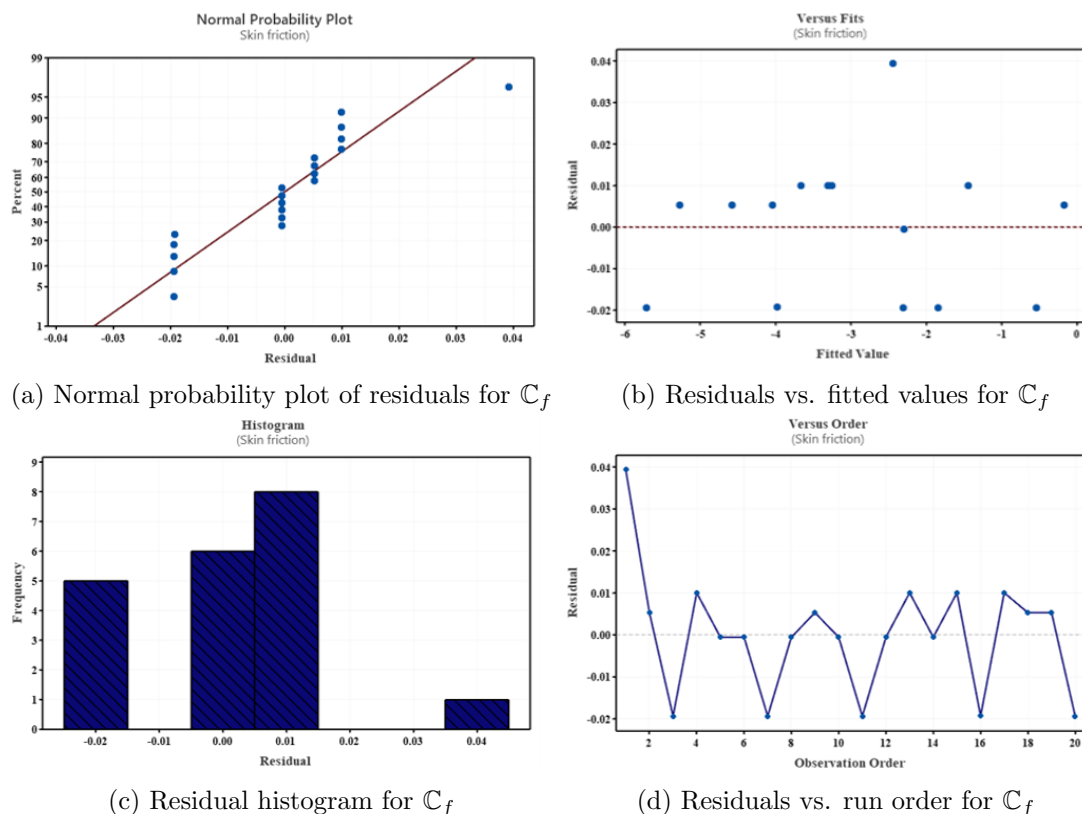 Normal Probability Plot
Skin friction)
99
95
90
80
70
60
50
40
30
20
10
5
1
Percent
-0.04 -0.03 -0.02 -0.01 0.00 0.01 0.02 0.03 0.04
Residual
(a) Normal probability plot of residuals for ℂ_f
Versus Fits
(Skin friction)
0.04
0.03
0.02
0.01
0.00
-0.01
-0.02
Residual
-6 -5 -4 -3 -2 -1 0
Fitted Value
(b) Residuals vs. fitted values for ℂ_f
Histogram
(Skin friction)
9
8
7
6
5
4
3
2
1
0
Frequency
-0.02 -0.01 0.00 0.01 0.02 0.03 0.04
Residual
(c) Residual histogram for ℂ_f
Versus Order
(Skin friction)
0.04
0.03
0.02
0.01
0.00
-0.01
-0.02
Residual
2 4 6 8 10 12 14 16 18 20
Observation Order
(d) Residuals vs. run order for ℂ_f